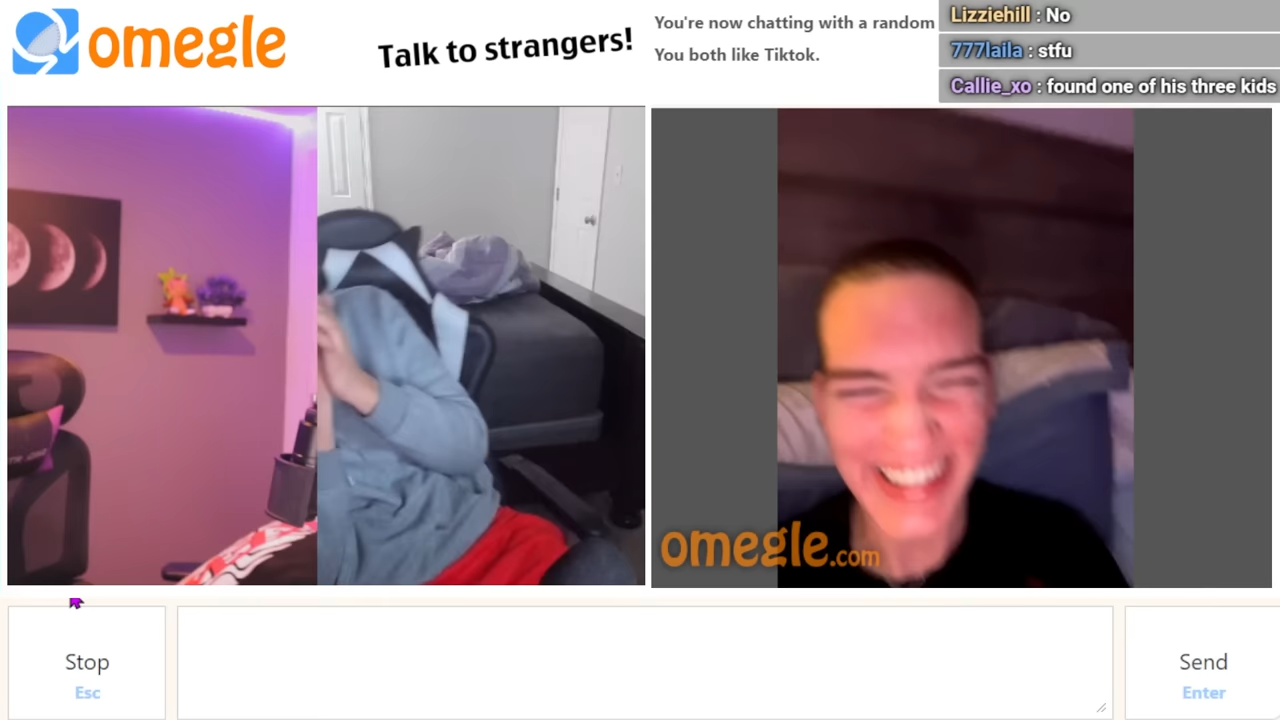 omegle
Talk to strangers!
You're now chatting with a random
You both like Tiktok.
Lizziehill : No
777laila : stfu
Callie_xo : found one of his three kids
omegle.com
Stop
Esc
Send
Enter